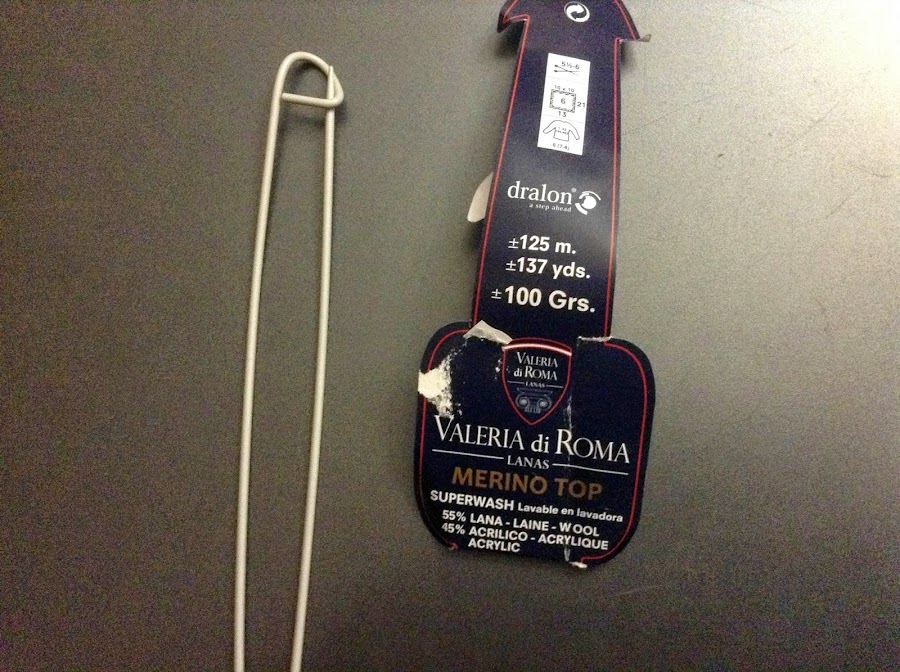 5½-6
10 x 10
6
21
13
dralon®
a step ahead
±125 m.
±137 yds.
±100 Grs.
VALERIA
di ROMA
LANAS
VALERIA di ROMA
LANAS
MERINO TOP
SUPERWASH Lavable en lavadora
55% LANA - LAINE - WOOL
45% ACRILICO - ACRYLIQUE
ACRYLIC